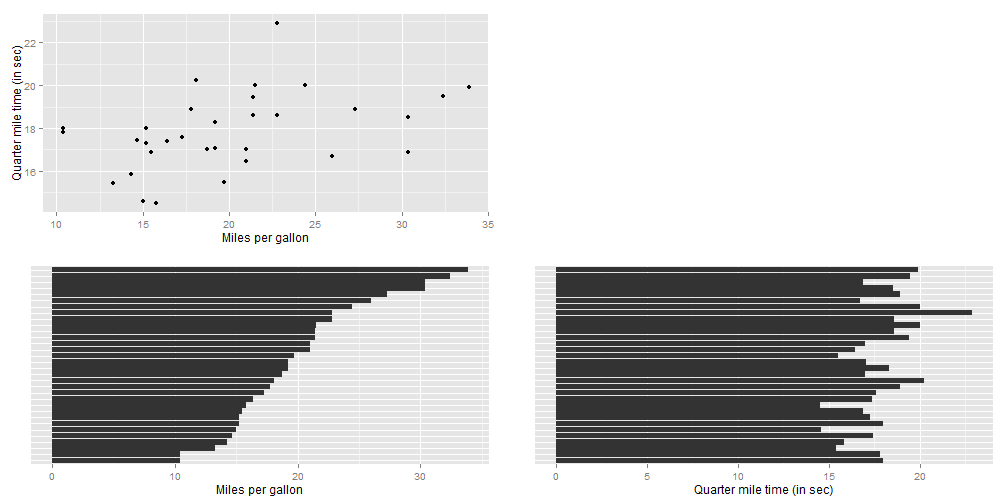 Quarter mile time (in sec)
22
20
18
16
10 15 20 25 30 35
Miles per gallon
0 10 20 30
Miles per gallon
0 5 10 15 20
Quarter mile time (in sec)